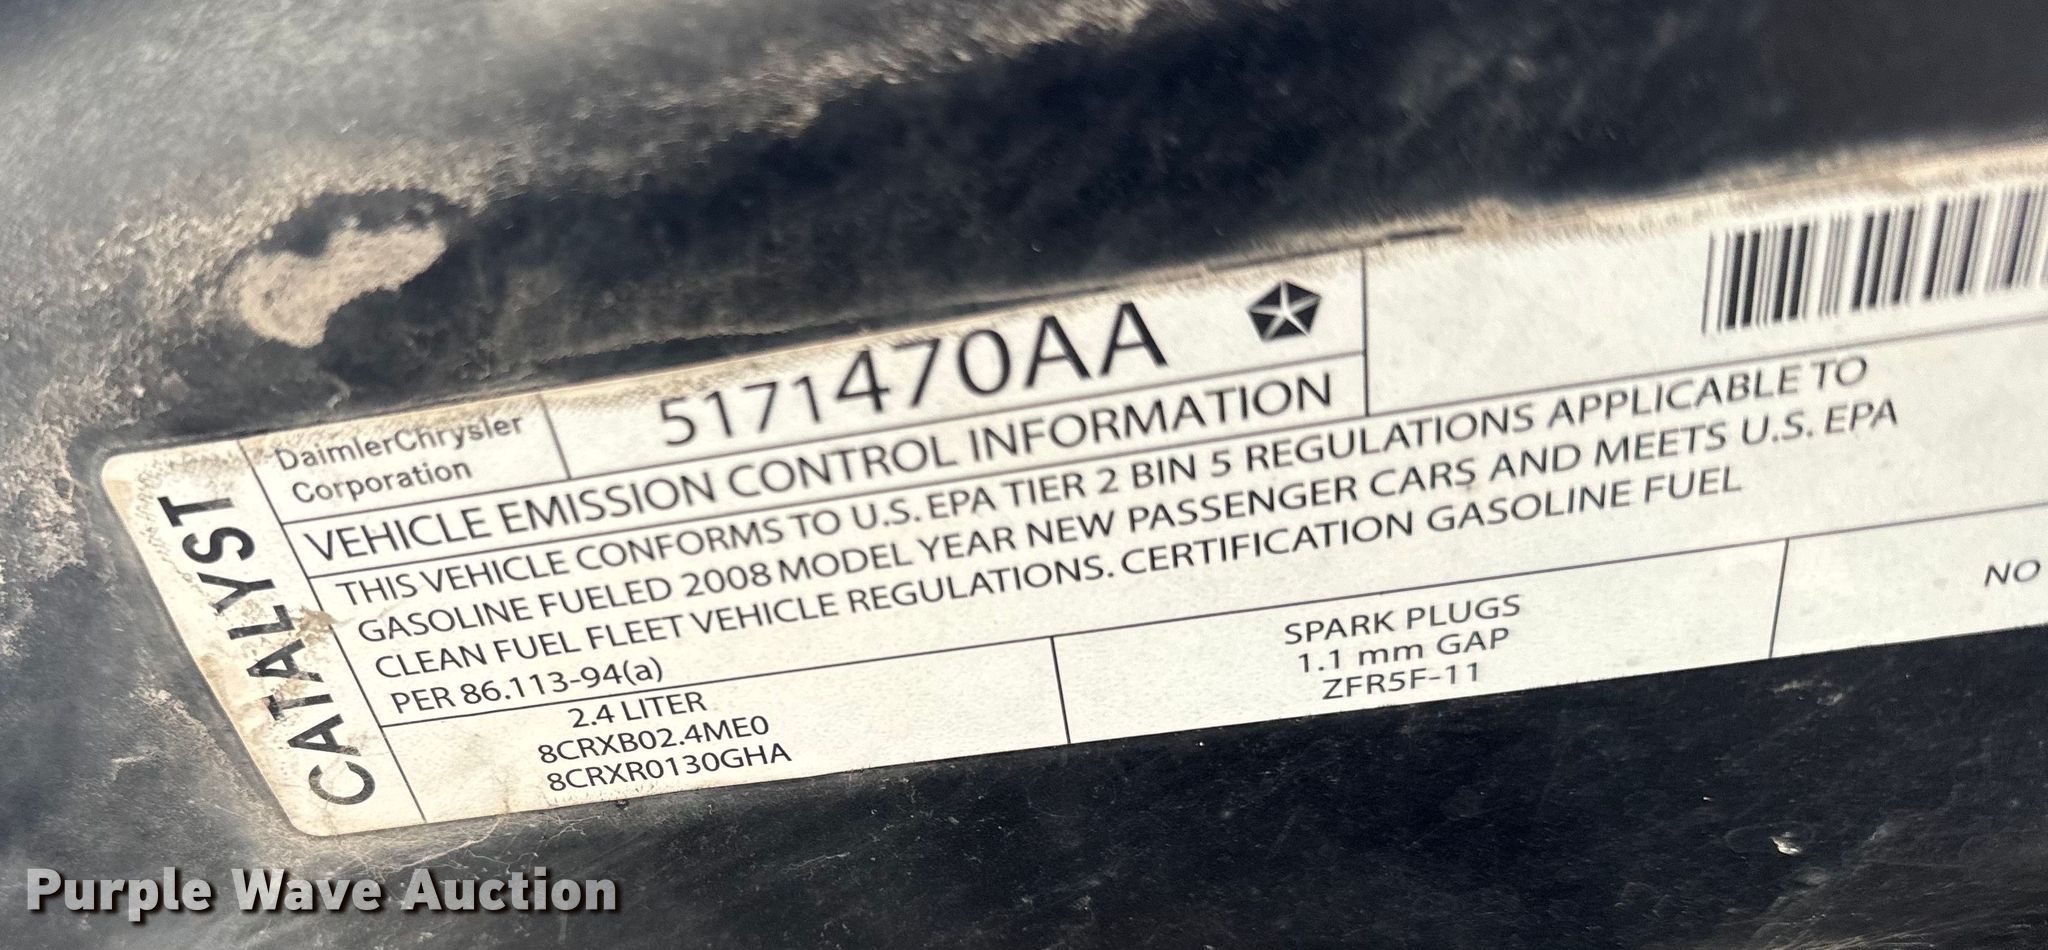 CATALYST
DaimlerChrysler
Corporation
5171470AA
VEHICLE EMISSION CONTROL INFORMATION
THIS VEHICLE CONFORMS TO U.S. EPA TIER 2 BIN 5 REGULATIONS APPLICABLE TO
GASOLINE FUELED 2008 MODEL YEAR NEW PASSENGER CARS AND MEETS U.S. EPA
CLEAN FUEL FLEET VEHICLE REGULATIONS. CERTIFICATION GASOLINE FUEL
PER 86.113-94(a)
2.4 LITER
8CRXB02.4ME0
8CRXR0130GHA
SPARK PLUGS
1.1 mm GAP
ZFR5F-11
NO
Purple Wave Auction